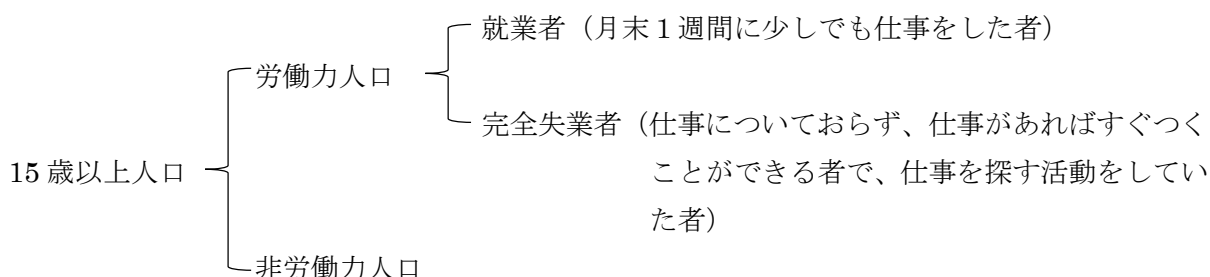 就業者（月末１週間に少しでも仕事をした者）
労働力人口
完全失業者（仕事についておらず、仕事があればすぐつく
ことができる者で、仕事を探す活動をしてい
た者）
15 歳以上人口
非労働力人口